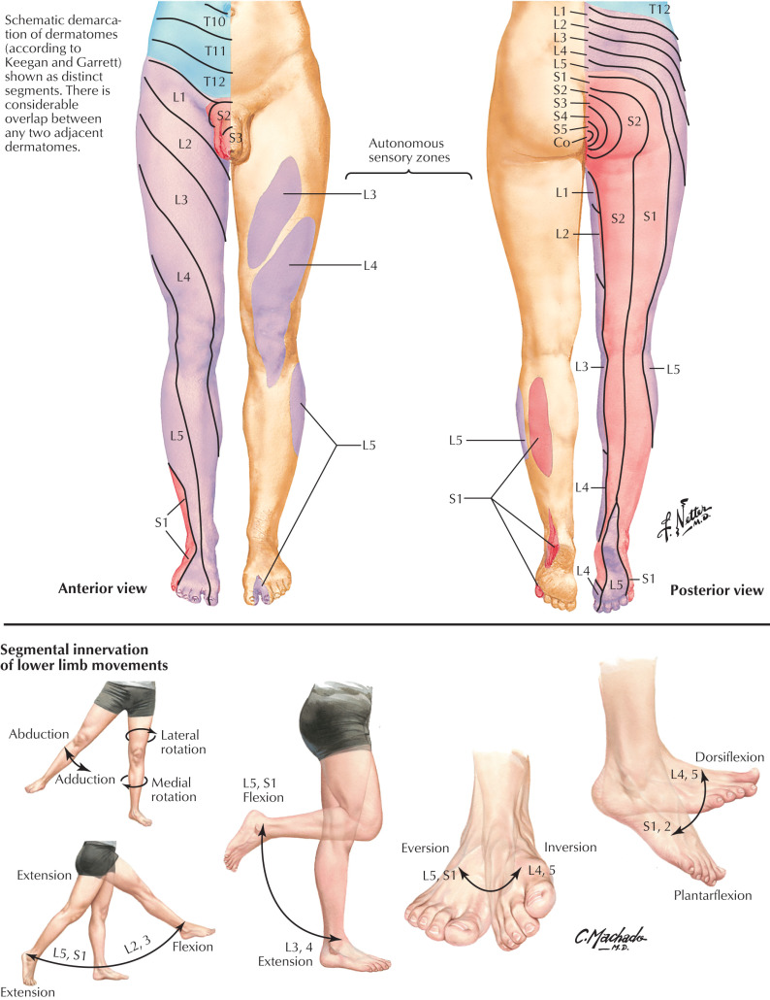 Schematic demarca-
tion of dermatomes
(according to
Keegan and Garrett)
shown as distinct
segments. There is
considerable
overlap between
any two adjacent
dermatomes.
T10
T11
T12
L1
S2
S3
L2
L3
L4
L5
S1
Anterior view
Autonomous
sensory zones
L3
L4
L5
L5
S1
L1
L2
L3
L4
L5
S1
S2
S3
S4
S5
Co
T12
S2
L1
L2
S2
S1
L3
L5
L4
L4
L5
S1
F. Netter
M.D.
Posterior view
Segmental innervation
of lower limb movements
Abduction
Adduction
Lateral
rotation
Medial
rotation
Extension
L5, S1
L2, 3
Flexion
Extension
L5, S1
Flexion
L3, 4
Extension
Eversion
L5, S1
Inversion
L4, 5
Dorsiflexion
L4, 5
S1, 2
Plantarflexion
C. Machado
M.D.